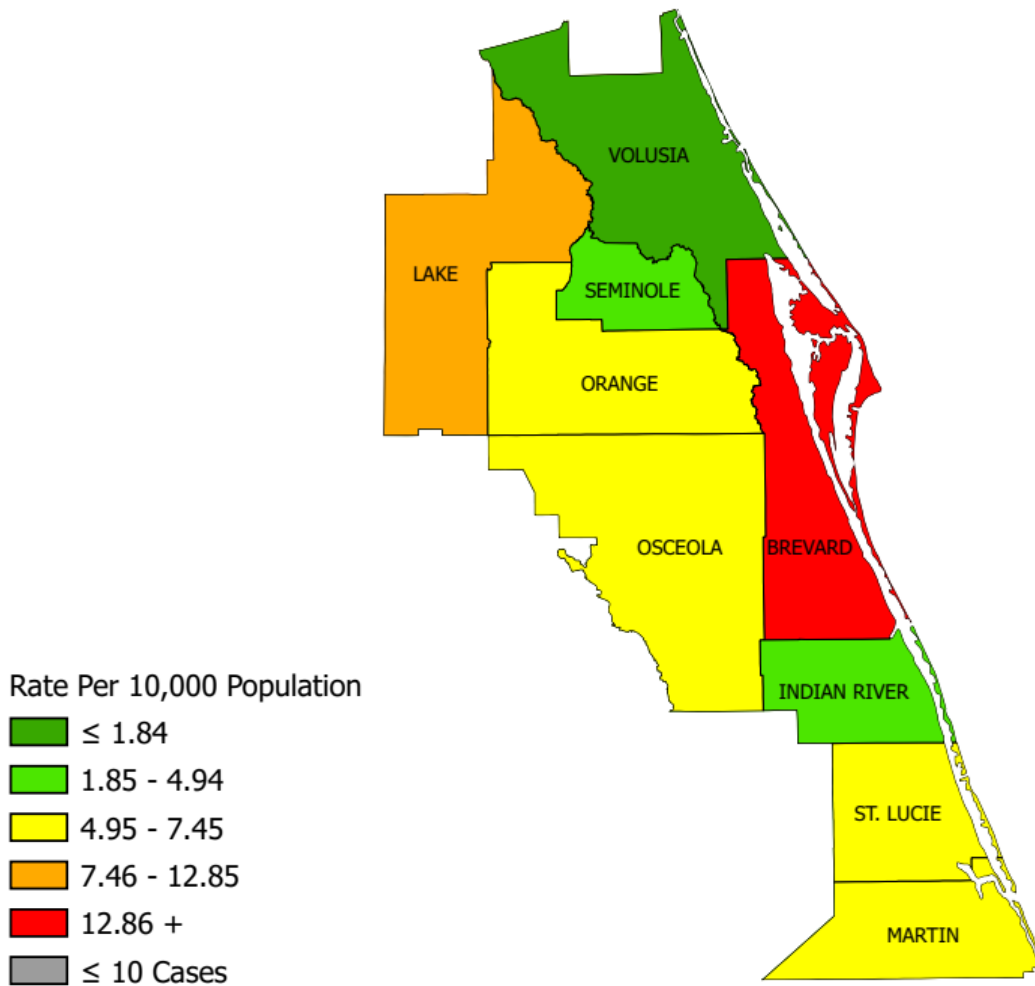 VOLUSIA
LAKE
SEMINOLE
ORANGE
OSCEOLA
BREVARD
INDIAN RIVER
ST. LUCIE
MARTIN
Rate Per 10,000 Population
≤ 1.84
1.85 - 4.94
4.95 - 7.45
7.46 - 12.85
12.86 +
≤ 10 Cases